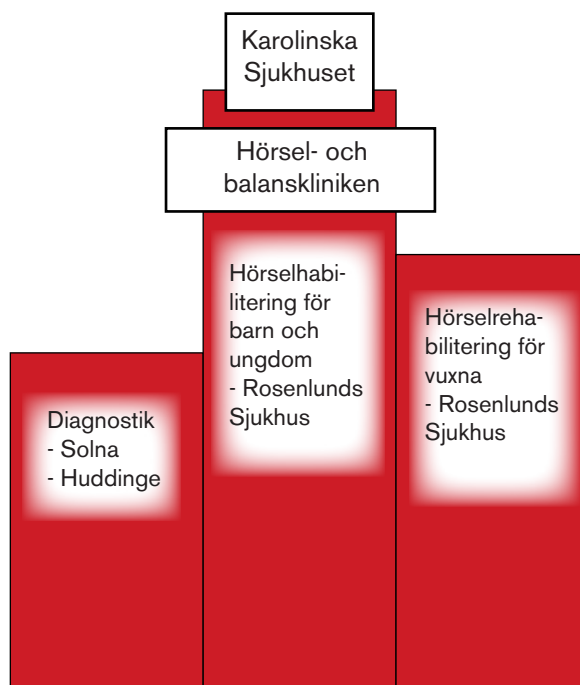 Karolinska
Sjukhuset
Hörsel- och
balanskliniken
Hörselhabi-
litering för
barn och
ungdom
- Rosenlunds
Sjukhus
Hörselreha-
bilitering för
vuxna
- Rosenlunds
Sjukhus
Diagnostik
- Solna
- Huddinge